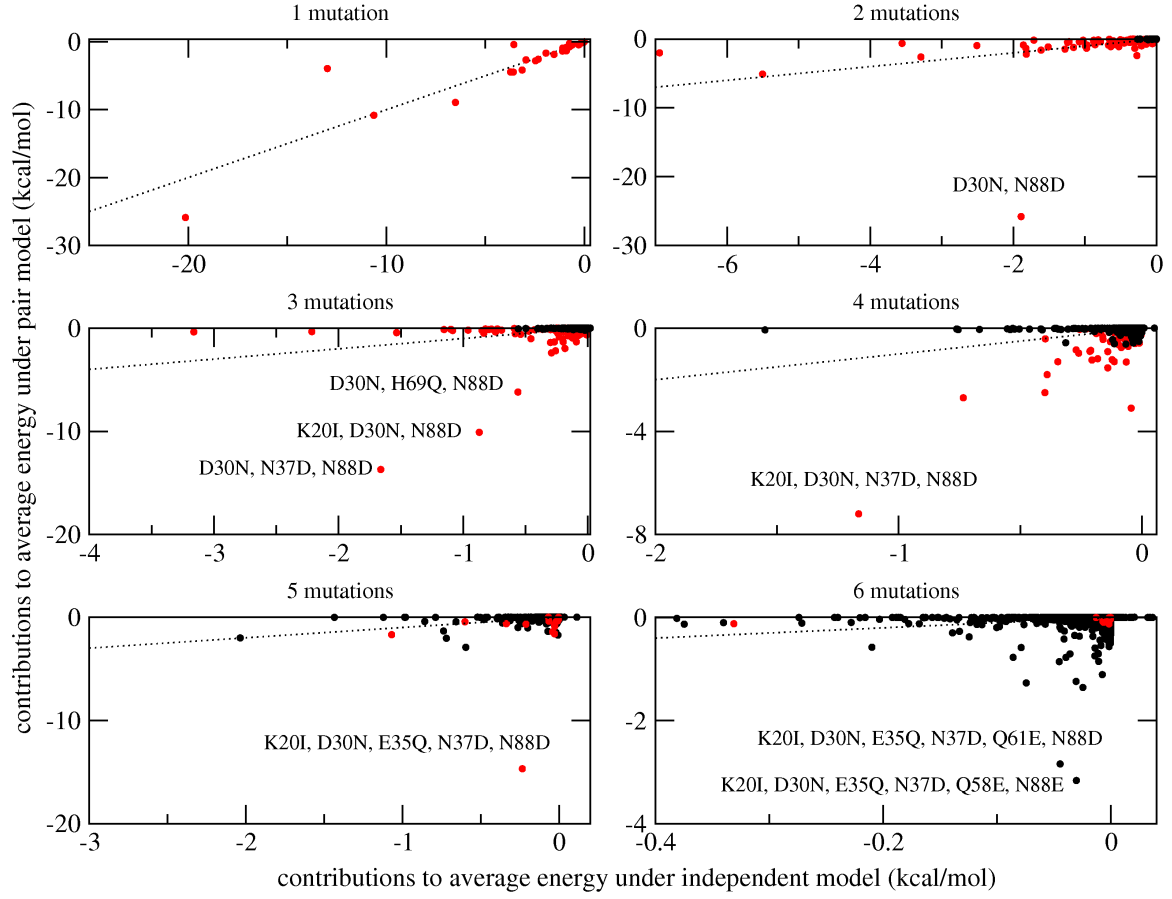 1 mutation
2 mutations
0
-10
-20
-30
-20
-10
0
0
-10
-20
-30
D30N, N88D
-6
-4
-2
0
3 mutations
4 mutations
0
-10
-20
D30N, H69Q, N88D
K20I, D30N, N88D
D30N, N37D, N88D
-4
-3
-2
-1
0
0
-4
-8
K20I, D30N, N37D, N88D
-2
-1
0
5 mutations
6 mutations
0
-10
-20
K20I, D30N, E35Q, N37D, N88D
-3
-2
-1
0
0
-2
-4
K20I, D30N, E35Q, N37D, Q61E, N88D
K20I, D30N, E35Q, N37D, Q58E, N88E
-0.4
-0.2
0
contributions to average energy under pair model (kcal/mol)
contributions to average energy under independent model (kcal/mol)